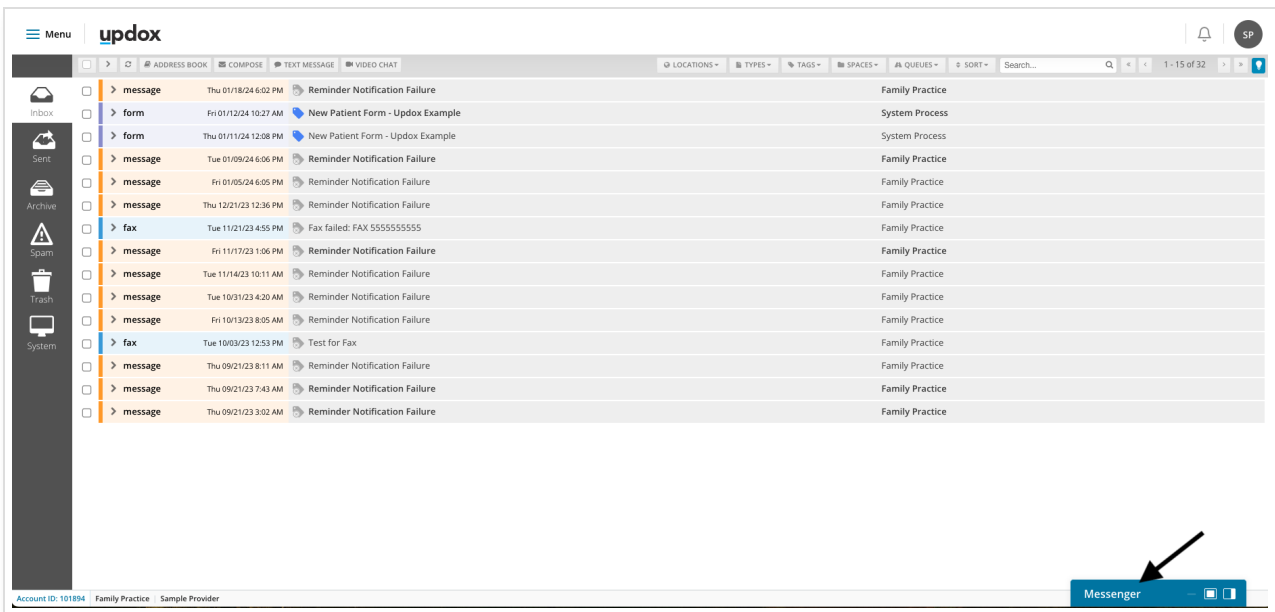 Menu updox SP
ADDRESS BOOK COMPOSE TEXT MESSAGE VIDEO CHAT LOCATIONS TYPES TAGS SPACES QUEUES SORT Search... 1 - 15 of 32
Inbox
Sent
Archive
Spam
Trash
System
message Thu 01/18/24 6:02 PM Reminder Notification Failure Family Practice
form Fri 01/12/24 10:27 AM New Patient Form - Updox Example System Process
form Thu 01/11/24 12:08 PM New Patient Form - Updox Example System Process
message Tue 01/09/24 6:06 PM Reminder Notification Failure Family Practice
message Fri 01/05/24 6:05 PM Reminder Notification Failure Family Practice
message Thu 12/21/23 12:36 PM Reminder Notification Failure Family Practice
fax Tue 11/21/23 4:55 PM Fax failed: FAX 5555555555 Family Practice
message Fri 11/17/23 1:06 PM Reminder Notification Failure Family Practice
message Tue 11/14/23 10:11 AM Reminder Notification Failure Family Practice
message Tue 10/31/23 4:20 AM Reminder Notification Failure Family Practice
message Fri 10/13/23 8:05 AM Reminder Notification Failure Family Practice
fax Tue 10/03/23 12:53 PM Test for Fax Family Practice
message Thu 09/21/23 8:11 AM Reminder Notification Failure Family Practice
message Thu 09/21/23 7:43 AM Reminder Notification Failure Family Practice
message Thu 09/21/23 3:02 AM Reminder Notification Failure Family Practice
Account ID: 101894 Family Practice Sample Provider
Messenger